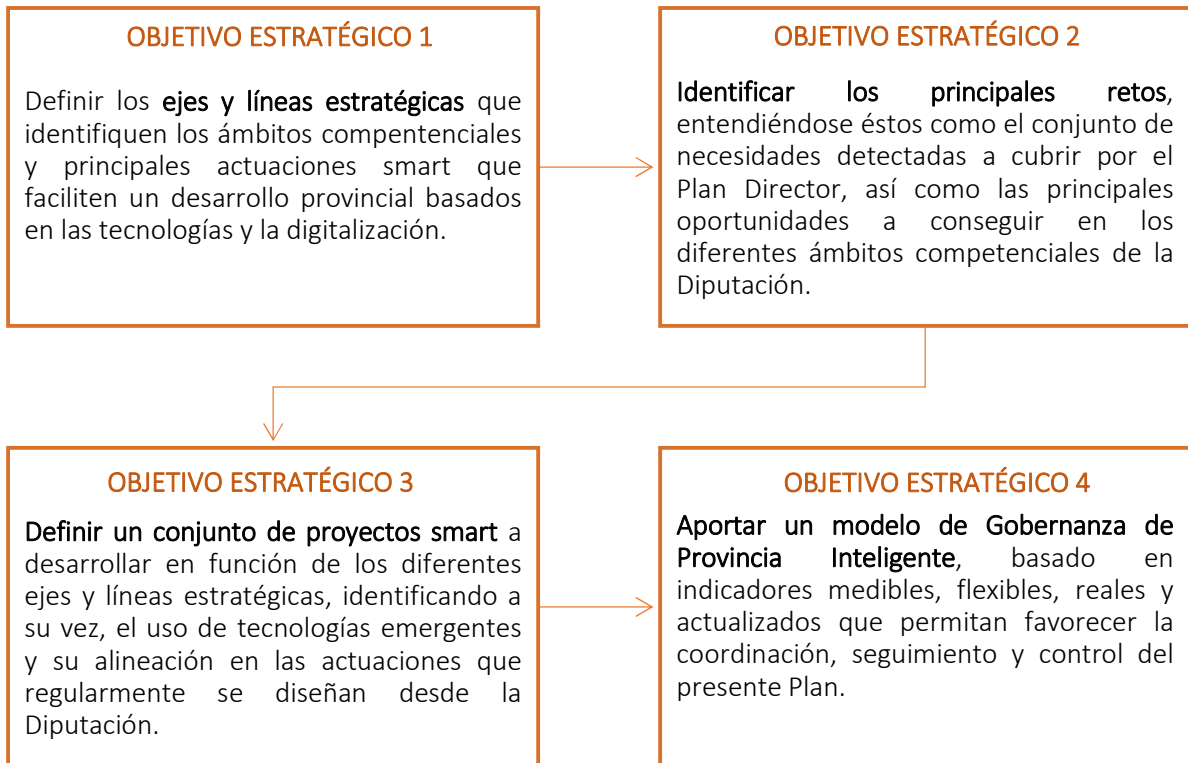 OBJETIVO ESTRATÉGICO 1
Definir los ejes y líneas estratégicas que
identifiquen los ámbitos compentenciales
y principales actuaciones smart que
faciliten un desarrollo provincial basados
en las tecnologías y la digitalización.
OBJETIVO ESTRATÉGICO 2
Identificar los principales retos,
entendiéndose éstos como el conjunto de
necesidades detectadas a cubrir por el
Plan Director, así como las principales
oportunidades a conseguir en los
diferentes ámbitos competenciales de la
Diputación.
OBJETIVO ESTRATÉGICO 3
Definir un conjunto de proyectos smart a
desarrollar en función de los diferentes
ejes y líneas estratégicas, identificando a
su vez, el uso de tecnologías emergentes
y su alineación en las actuaciones que
regularmente se diseñan desde la
Diputación.
OBJETIVO ESTRATÉGICO 4
Aportar un modelo de Gobernanza de
Provincia Inteligente, basado en
indicadores medibles, flexibles, reales y
actualizados que permitan favorecer la
coordinación, seguimiento y control del
presente Plan.